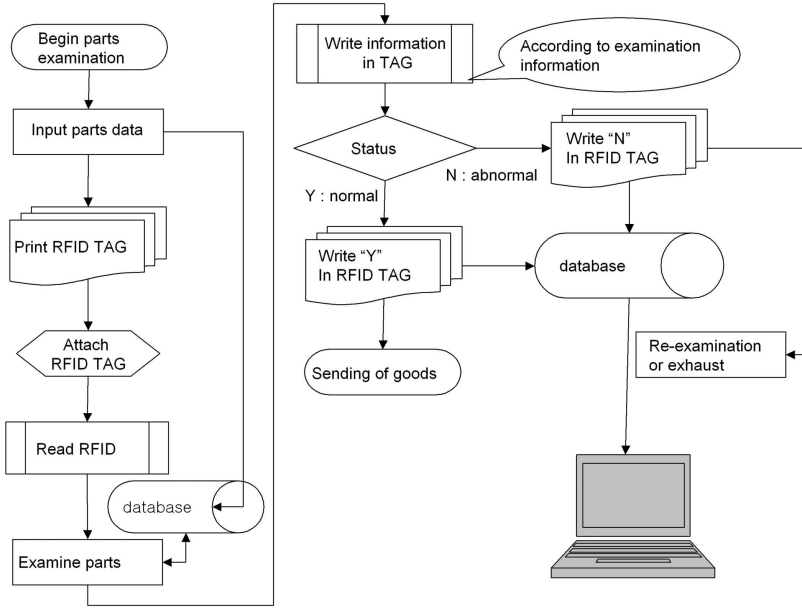 Begin parts
examination
Input parts data
Print RFID TAG
Attach
RFID TAG
Read RFID
database
Examine parts
Write information
in TAG
According to examination
information
Status
N : abnormal
Y : normal
Write “N”
In RFID TAG
Write “Y”
In RFID TAG
database
Sending of goods
Re-examination
or exhaust